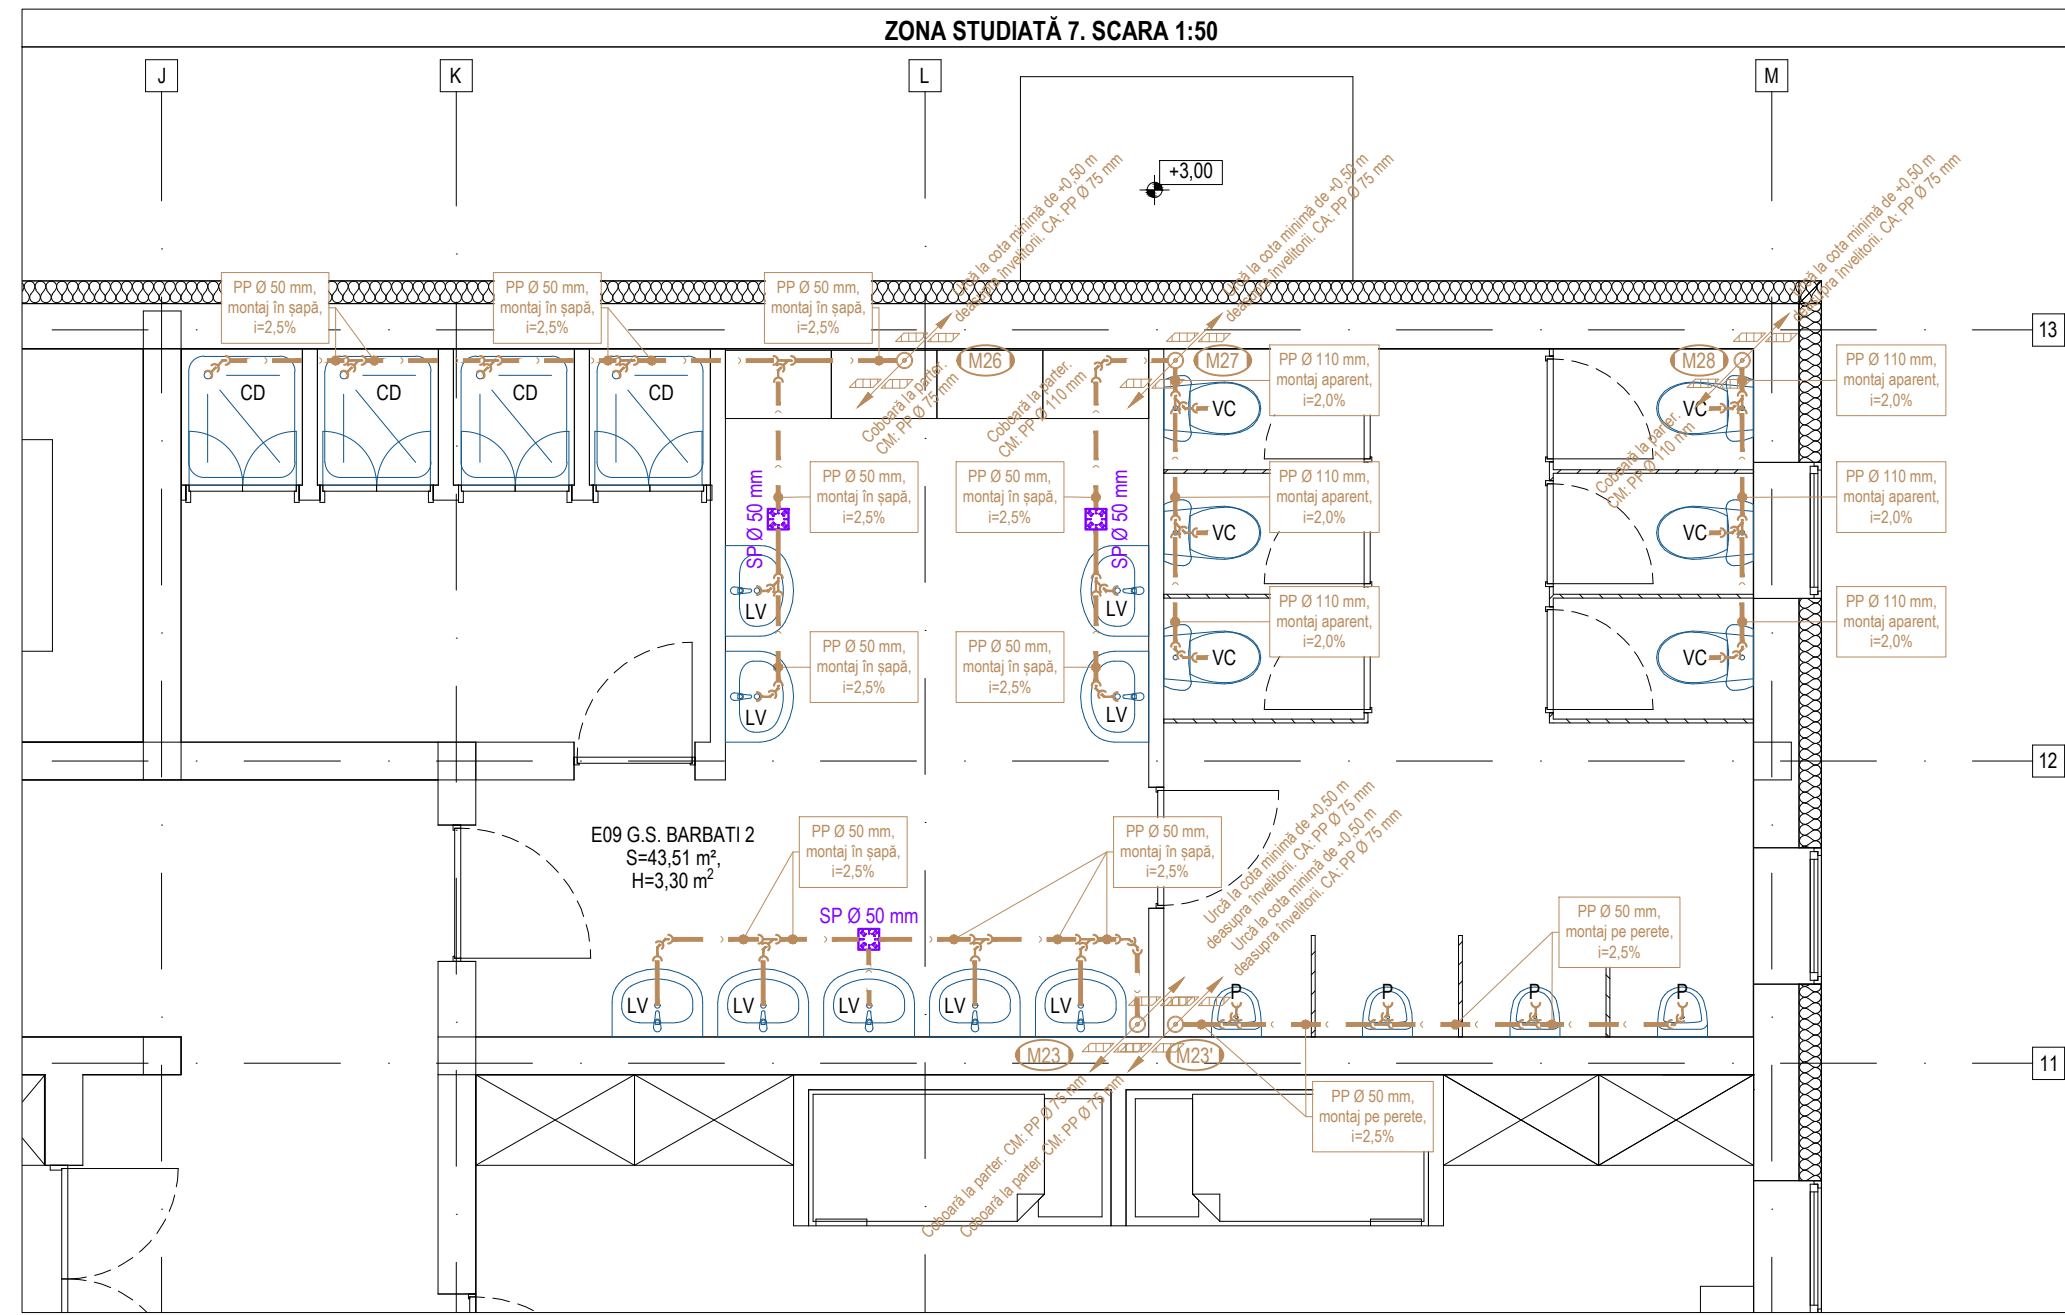 ZONA STUDIATĂ 7. SCARA 1:50
J
K
L
M
+3,00
Urcă la cota minimă de +0,50 m
deasupra învelitorii. CA: PP Ø 75 mm
Urcă la cota minimă de +0,50 m
deasupra învelitorii. CA: PP Ø 75 mm
Urcă la cota minimă de +0,50 m
deasupra învelitorii. CA: PP Ø 75 mm
PP Ø 50 mm,
montaj în șapă,
i=2,5%
PP Ø 50 mm,
montaj în șapă,
i=2,5%
PP Ø 50 mm,
montaj în șapă,
i=2,5%
13
M26
M27
M28
PP Ø 110 mm,
montaj aparent,
i=2,0%
PP Ø 110 mm,
montaj aparent,
i=2,0%
CD
CD
CD
CD
Coboară la parter.
CM: PP Ø 75 mm
Coboară la parter.
CM: PP Ø 110 mm
Coboară la parter.
CM: PP Ø 110 mm
VC
VC
PP Ø 50 mm,
montaj în șapă,
i=2,5%
PP Ø 50 mm,
montaj în șapă,
i=2,5%
PP Ø 110 mm,
montaj aparent,
i=2,0%
PP Ø 110 mm,
montaj aparent,
i=2,0%
SP Ø 50 mm
SP Ø 50 mm
VC
VC
LV
LV
PP Ø 110 mm,
montaj aparent,
i=2,0%
PP Ø 110 mm,
montaj aparent,
i=2,0%
PP Ø 50 mm,
montaj în șapă,
i=2,5%
PP Ø 50 mm,
montaj în șapă,
i=2,5%
VC
VC
LV
LV
12
E09 G.S. BARBATI 2
S=43,51 m²,
H=3,30 m²
PP Ø 50 mm,
montaj în șapă,
i=2,5%
PP Ø 50 mm,
montaj în șapă,
i=2,5%
Urcă la cota minimă de +0,50 m
deasupra învelitorii. CA: PP Ø 75 mm
Urcă la cota minimă de +0,50 m
deasupra învelitorii. CA: PP Ø 75 mm
SP Ø 50 mm
PP Ø 50 mm,
montaj pe perete,
i=2,5%
LV
LV
LV
LV
LV
P
P
P
P
M23
M23'
11
PP Ø 50 mm,
montaj pe perete,
i=2,5%
Coboară la parter. CM: PP Ø 75 mm
Coboară la parter. CM: PP Ø 75 mm